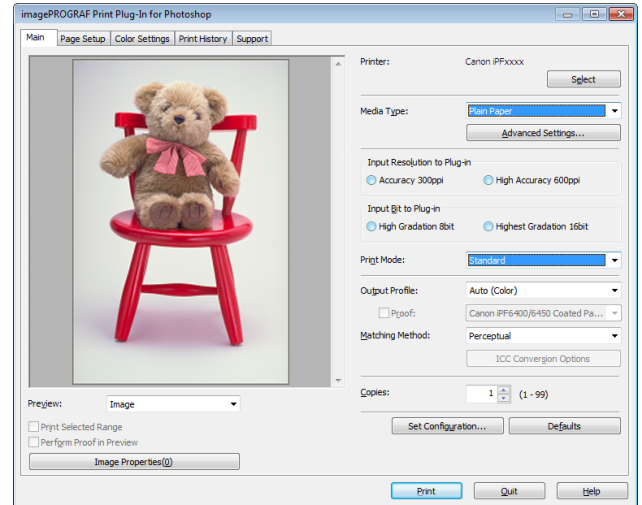 imagePROGRAF Print Plug-In for Photoshop
Main Page Setup Color Settings Print History Support
Printer: Canon iPFxxxx
Select
Media Type: Plain Paper
Advanced Settings...
Input Resolution to Plug-in
Accuracy 300ppi High Accuracy 600ppi
Input Bit to Plug-in
High Gradation 8bit Highest Gradation 16bit
Print Mode: Standard
Output Profile: Auto (Color)
Proof: Canon iPF6400/6450 Coated Pa...
Matching Method: Perceptual
ICC Conversion Options
Copies: 1 (1 - 99)
Preview: Image
Print Selected Range
Perform Proof in Preview
Image Properties(0)
Set Configuration... Defaults
Print Quit Help